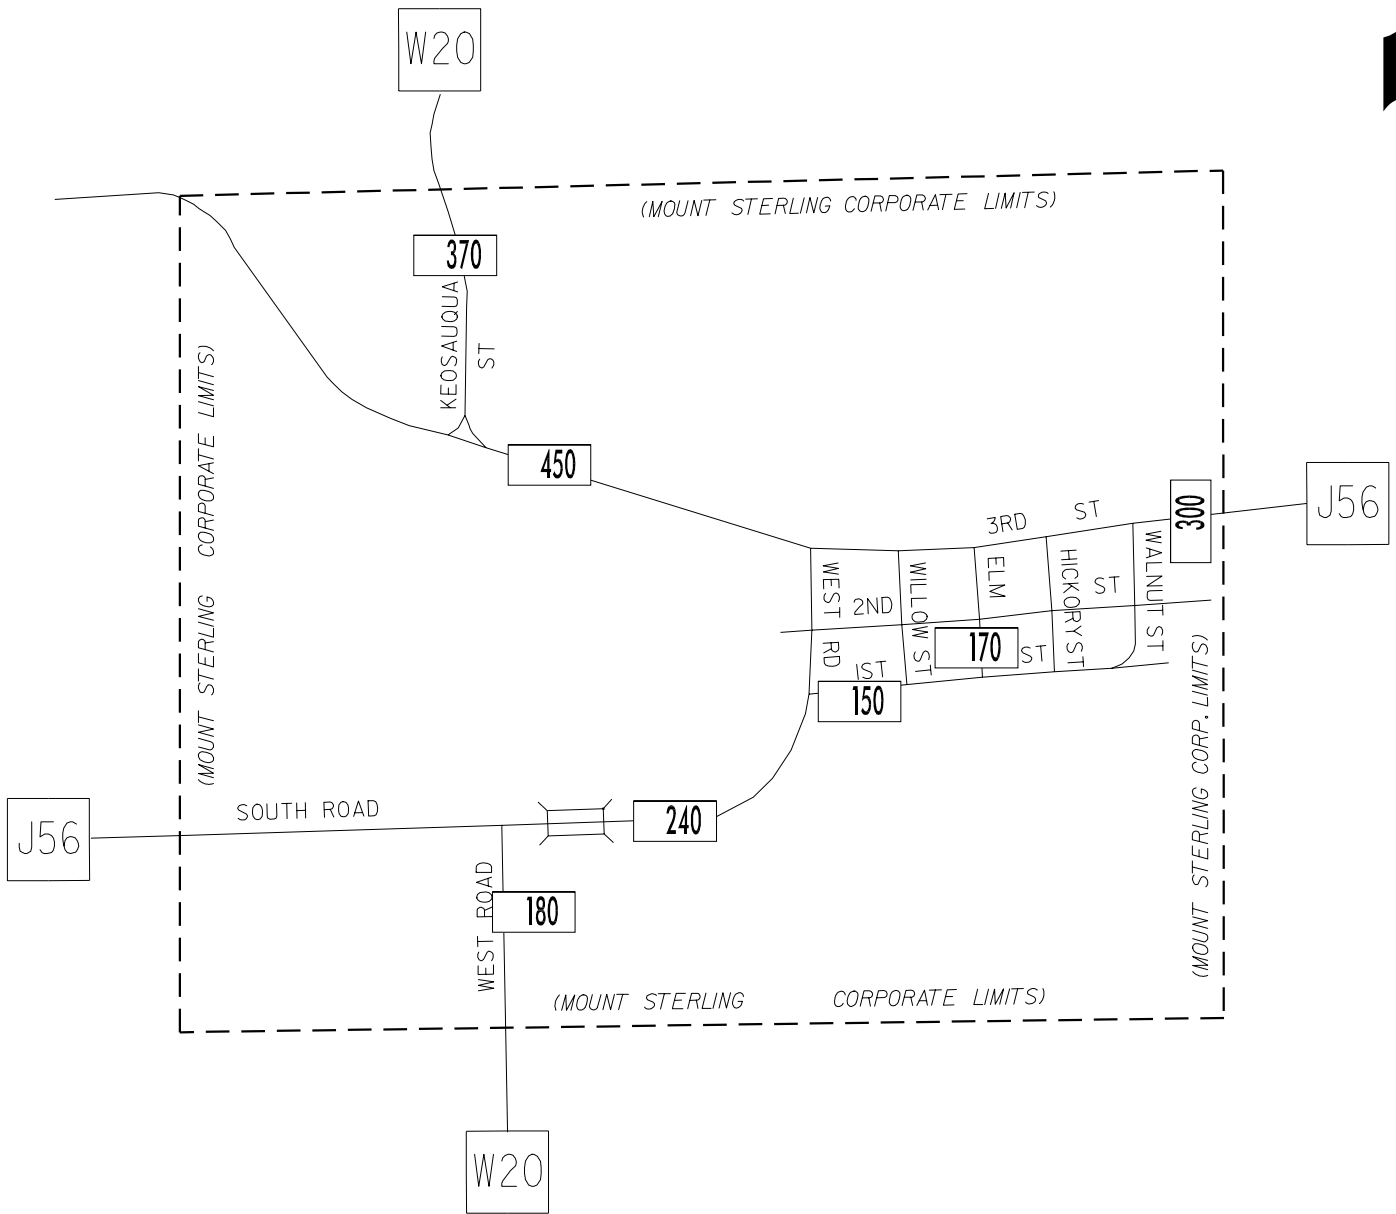 W20
(MOUNT STERLING CORPORATE LIMITS)
370
KEOSAUQUA
ST
(MOUNT STERLING CORPORATE LIMITS)
450
J56
300
3RD ST
WEST RD
WILLOW ST
ELM
HICKORY ST
WALNUT ST
2ND ST
170
ST
1ST
150
(MOUNT STERLING CORP. LIMITS)
SOUTH ROAD
J56
240
WEST ROAD
180
(MOUNT STERLING CORPORATE LIMITS)
W20